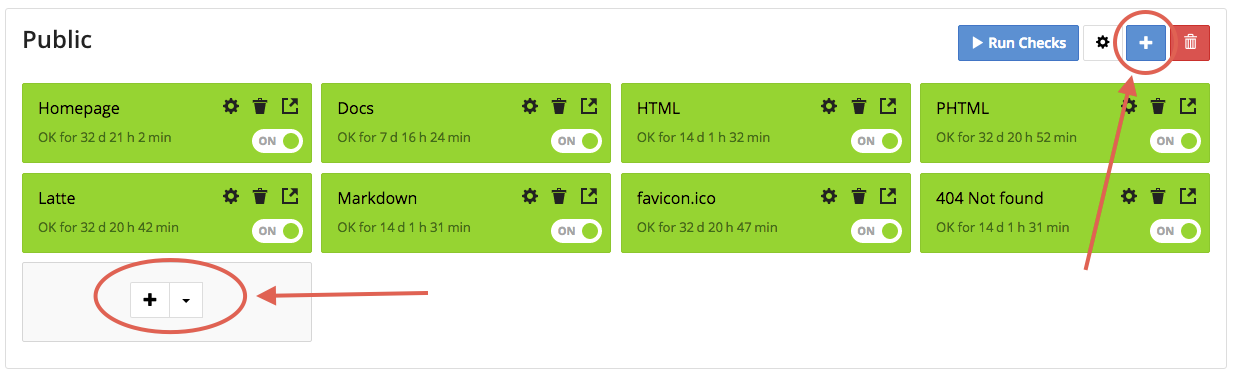 Public
Run Checks
Homepage
OK for 32 d 21 h 2 min
ON
Docs
OK for 7 d 16 h 24 min
ON
HTML
OK for 14 d 1 h 32 min
ON
PHTML
OK for 32 d 20 h 52 min
ON
Latte
OK for 32 d 20 h 42 min
ON
Markdown
OK for 14 d 1 h 31 min
ON
favicon.ico
OK for 32 d 20 h 47 min
ON
404 Not found
OK for 14 d 1 h 31 min
ON